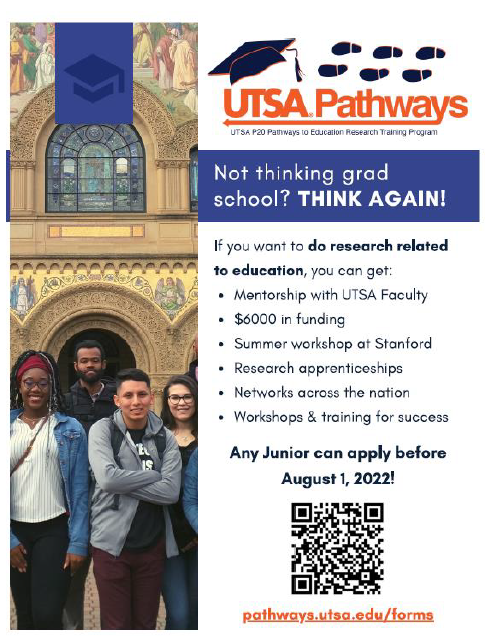 UTSA Pathways
UTSA P20 Pathways to Education Research Training Program
Not thinking grad
school? THINK AGAIN!
If you want to do research related
to education, you can get:
• Mentorship with UTSA Faculty
• $6000 in funding
• Summer workshop at Stanford
• Research apprenticeships
• Networks across the nation
• Workshops & training for success
Any Junior can apply before
August 1, 2022!
pathways.utsa.edu/forms